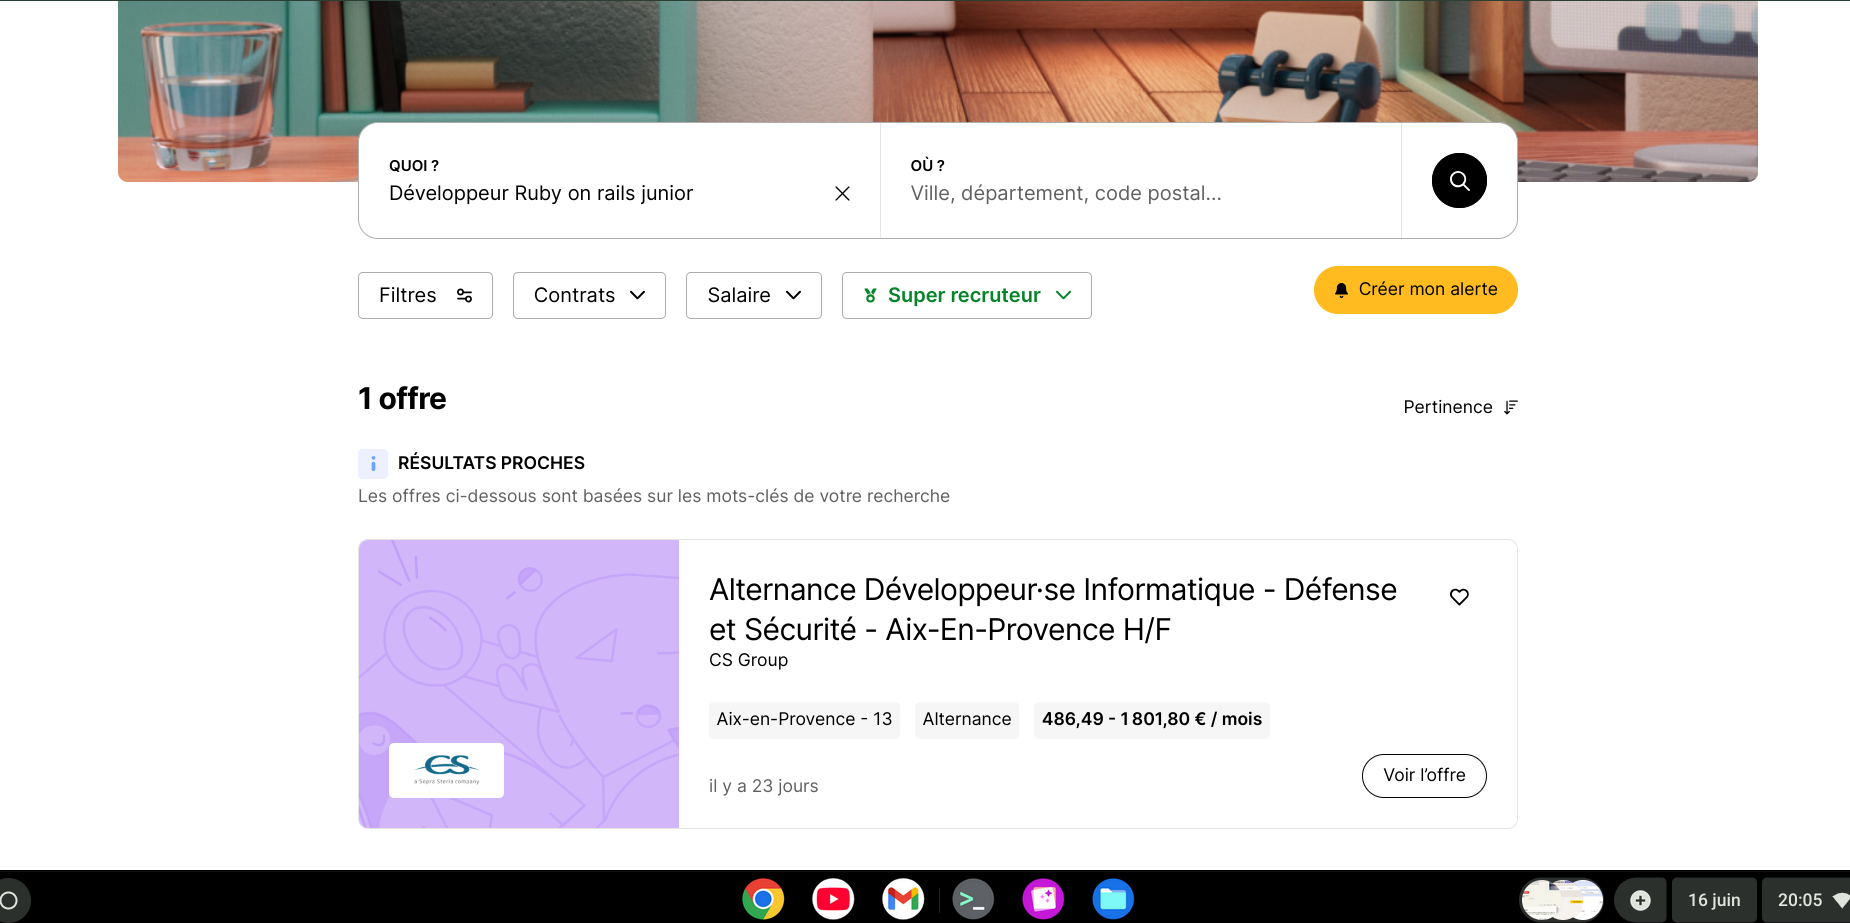 QUOI ?
Développeur Ruby on rails junior
OÙ ?
Ville, département, code postal...
Filtres
Contrats
Salaire
Super recruteur
Créer mon alerte
1 offre
Pertinence
RÉSULTATS PROCHES
Les offres ci-dessous sont basées sur les mots-clés de votre recherche
Alternance Développeur·se Informatique - Défense
et Sécurité - Aix-En-Provence H/F
CS Group
Aix-en-Provence - 13
Alternance
486,49 - 1 801,80 € / mois
CS
a Sopra Steria company
il y a 23 jours
Voir l’offre
16 juin
20:05